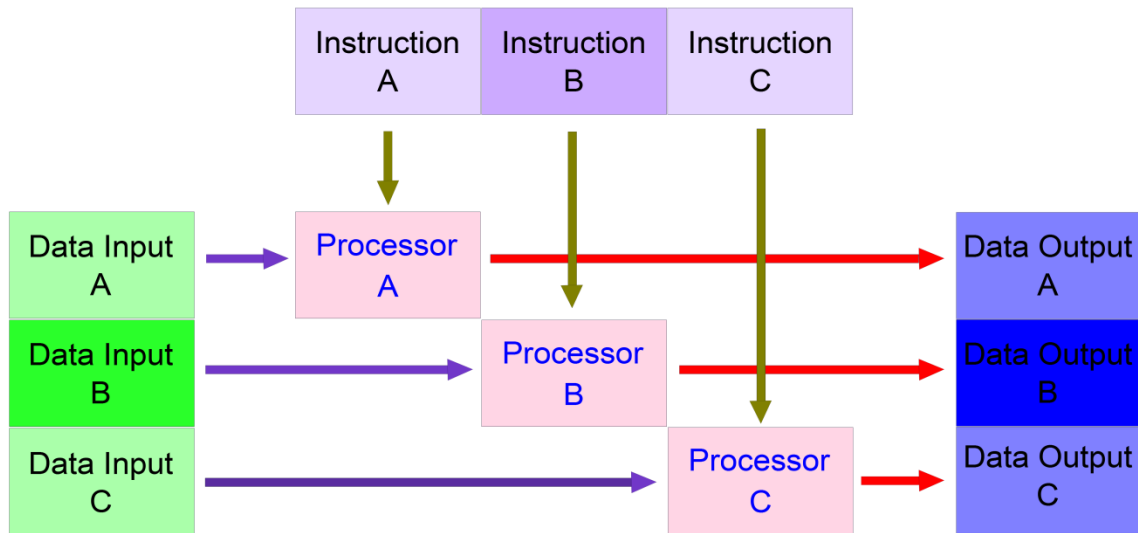 Instruction
A
Instruction
B
Instruction
C
Data Input
A
Processor
A
Data Output
A
Data Input
B
Processor
B
Data Output
B
Data Input
C
Processor
C
Data Output
C